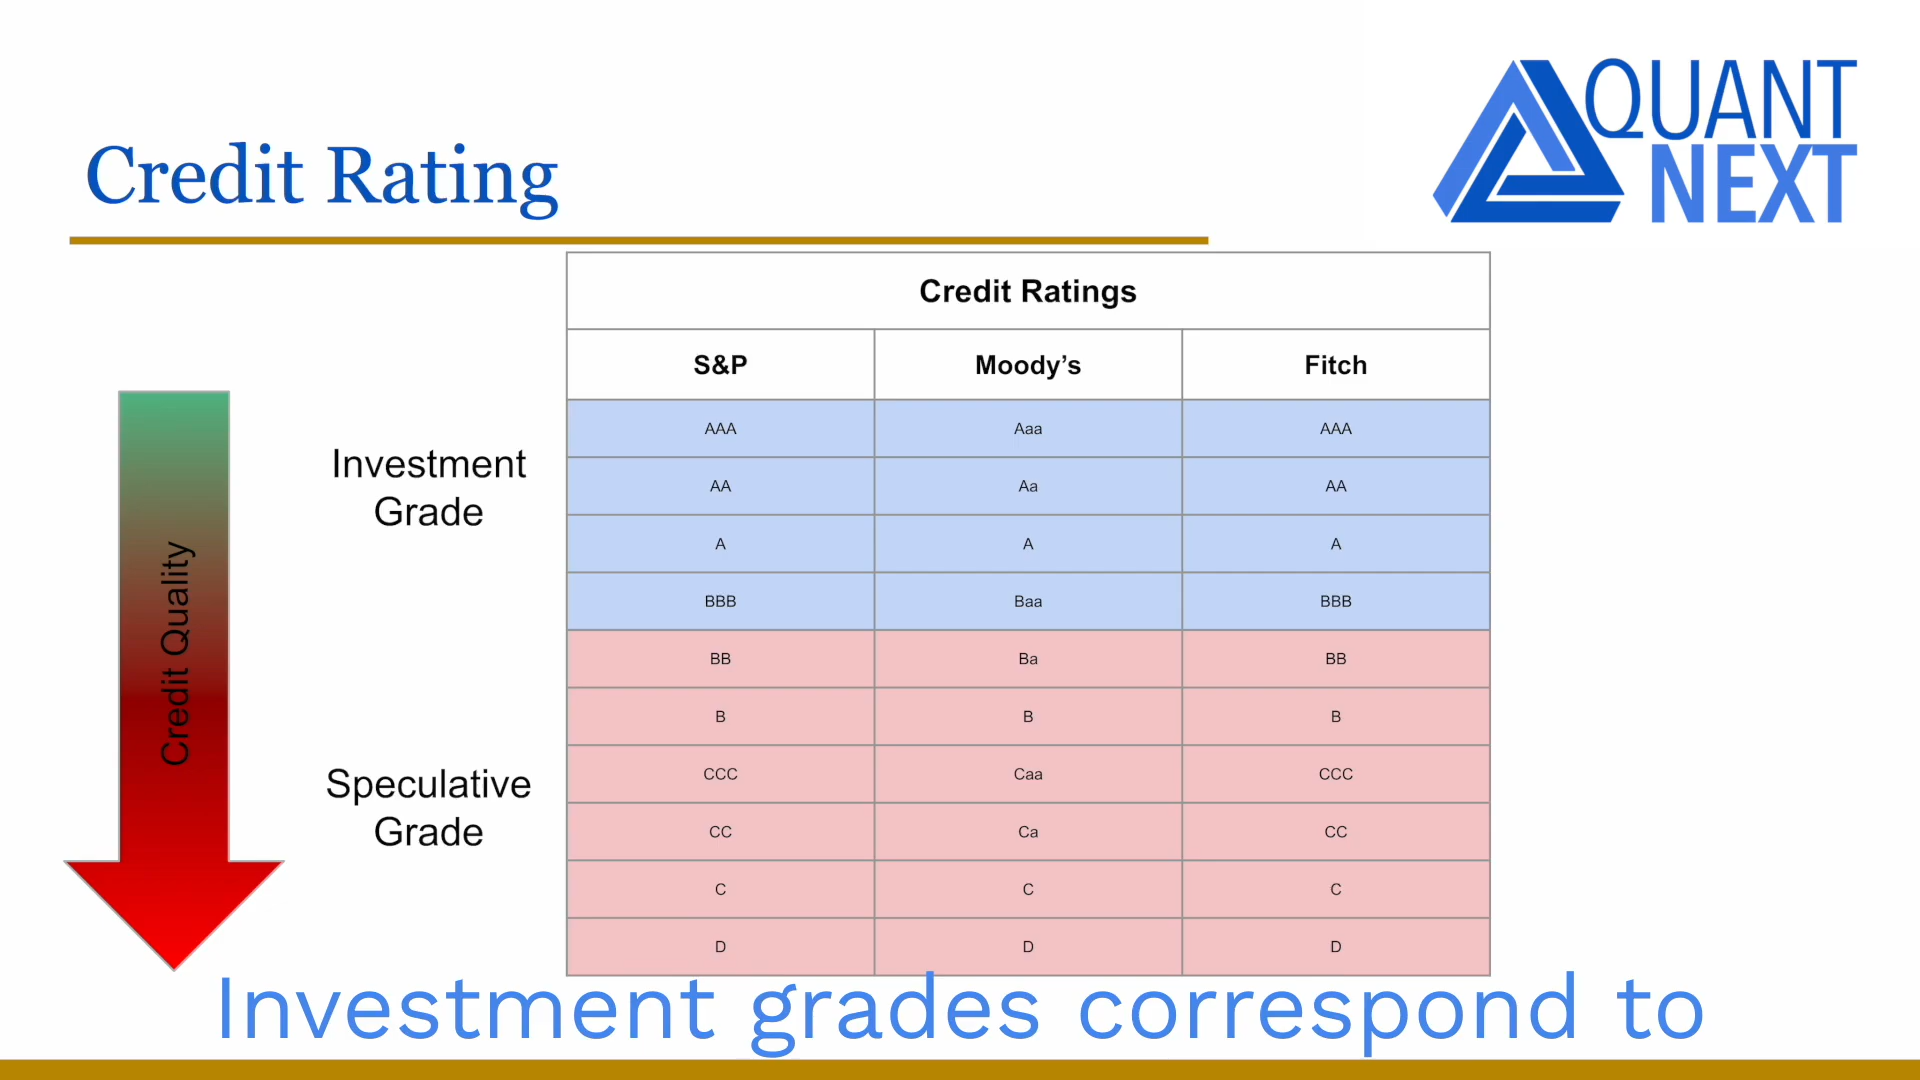 QUANT
NEXT
Credit Rating
Credit Ratings
S&P Moody’s Fitch
AAA Aaa AAA
AA Aa AA
A A A
BBB Baa BBB
BB Ba BB
B B B
CCC Caa CCC
CC Ca CC
C C C
D D D
Investment
Grade
Speculative
Grade
Credit Quality
Investment grades correspond to